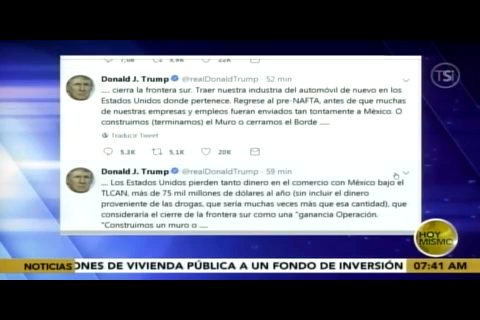 7,0K 5,9K 22K
TSi
Donald J. Trump @realDonaldTrump · 52 min
..... cierra la frontera sur. Traer nuestra industria del automóvil de nuevo en los
Estados Unidos donde pertenece. Regrese al pre-NAFTA, antes de que muchas
de nuestras empresas y empleos fueran enviados tan tontamente a México. O
construimos (terminamos) el Muro o cerramos el Borde .....
Traducir Tweet
5,3K 5,1K 20K
Donald J. Trump @realDonaldTrump · 59 min
.... Los Estados Unidos pierden tanto dinero en el comercio con México bajo el
TLCAN, más de 75 mil millones de dólares al año (sin incluir el dinero
proveniente de las drogas, que sería muchas veces más que esa cantidad), que
consideraría el cierre de la frontera sur como una "ganancia Operación.
"Construimos un muro o .....
HOY
MISMO
NOTICIAS ONES DE VIVIENDA PÚBLICA A UN FONDO DE INVERSIÓN 07:41 AM